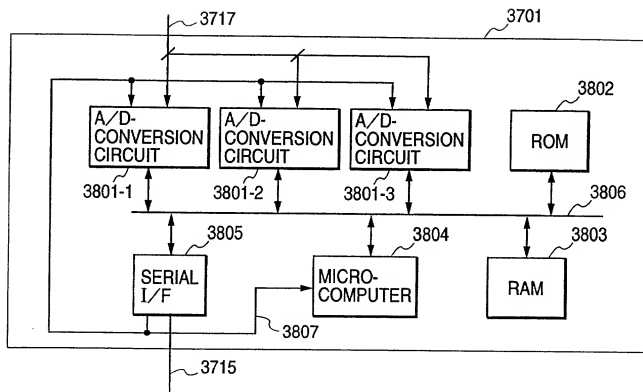 3717
3701
A/D-
CONVERSION
CIRCUIT
A/D-
CONVERSION
CIRCUIT
A/D-
CONVERSION
CIRCUIT
3802
ROM
3801-1
3801-2
3801-3
3806
3805
3804
3803
SERIAL
I/F
MICRO-
COMPUTER
RAM
3807
3715